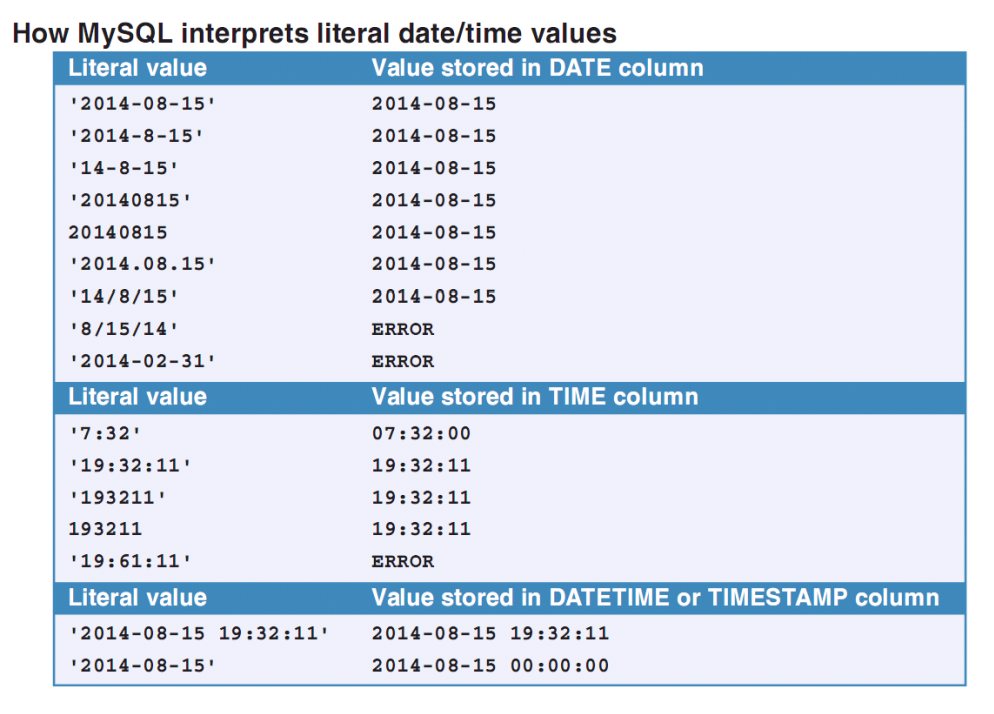 How MySQL interprets literal date/time values
Literal value Value stored in DATE column
'2014-08-15' 2014-08-15
'2014-8-15' 2014-08-15
'14-8-15' 2014-08-15
'20140815' 2014-08-15
20140815 2014-08-15
'2014.08.15' 2014-08-15
'14/8/15' 2014-08-15
'8/15/14' ERROR
'2014-02-31' ERROR
Literal value Value stored in TIME column
'7:32' 07:32:00
'19:32:11' 19:32:11
'193211' 19:32:11
193211 19:32:11
'19:61:11' ERROR
Literal value Value stored in DATETIME or TIMESTAMP column
'2014-08-15 19:32:11' 2014-08-15 19:32:11
'2014-08-15' 2014-08-15 00:00:00